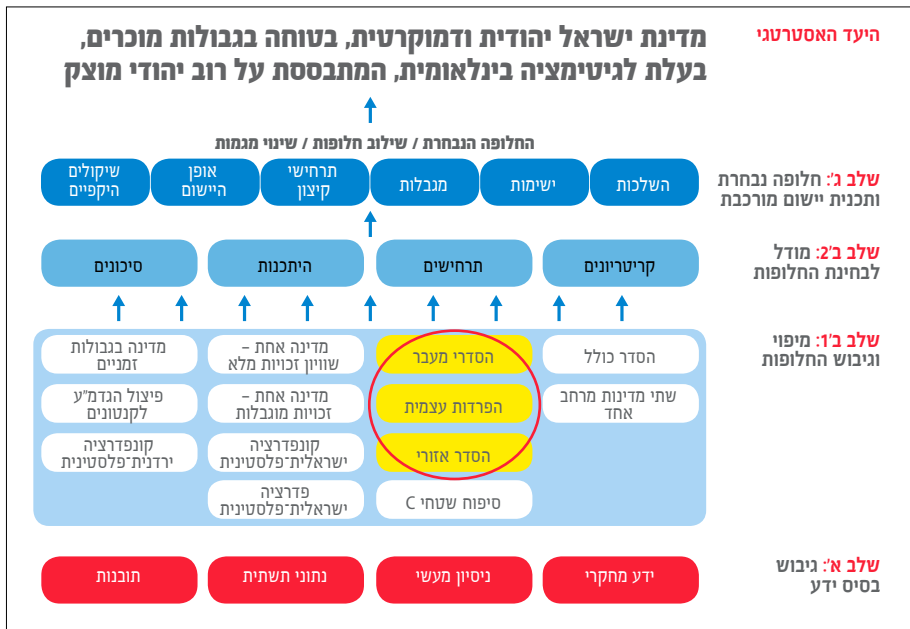 היעד האסטרטגי
מדינת ישראל יהודית ודמוקרטית, בטוחה בגבולות מוכרים,
בעלת לגיטימציה בינלאומית, המתבססת על רוב יהודי מוצק
החלופה הנבחרת / שילוב חלופות / שינוי מגמות
שלב ג': חלופה נבחרת
ותכנית יישום מורכבת
השלכות
ישימות
מגבלות
תרחישי
קיצון
אופן
היישום
שיקולים
היקפיים
שלב ב'2: מודל
לבחינת החלופות
קריטריונים
תרחישים
היתכנות
סיכונים
שלב ב'1: מיפוי
וגיבוש החלופות
הסדר כולל
שתי מדינות מרחב
אחד
הסדרי מעבר
הפרדות עצמית
הסדר אזורי
סיפוח שטחי C
מדינה אחת –
שוויון זכויות מלא
מדינה אחת –
זכויות מוגבלות
קונפדרציה
ישראלית־פלסטינית
פדרציה
ישראלית־פלסטינית
מדינה בגבולות
זמניים
פיצול הגדמ"ע
לקנטונים
קונפדרציה
ירדנית־פלסטינית
שלב א': גיבוש
בסיס ידע
ידע מחקרי
ניסיון מעשי
נתוני תשתית
תובנות